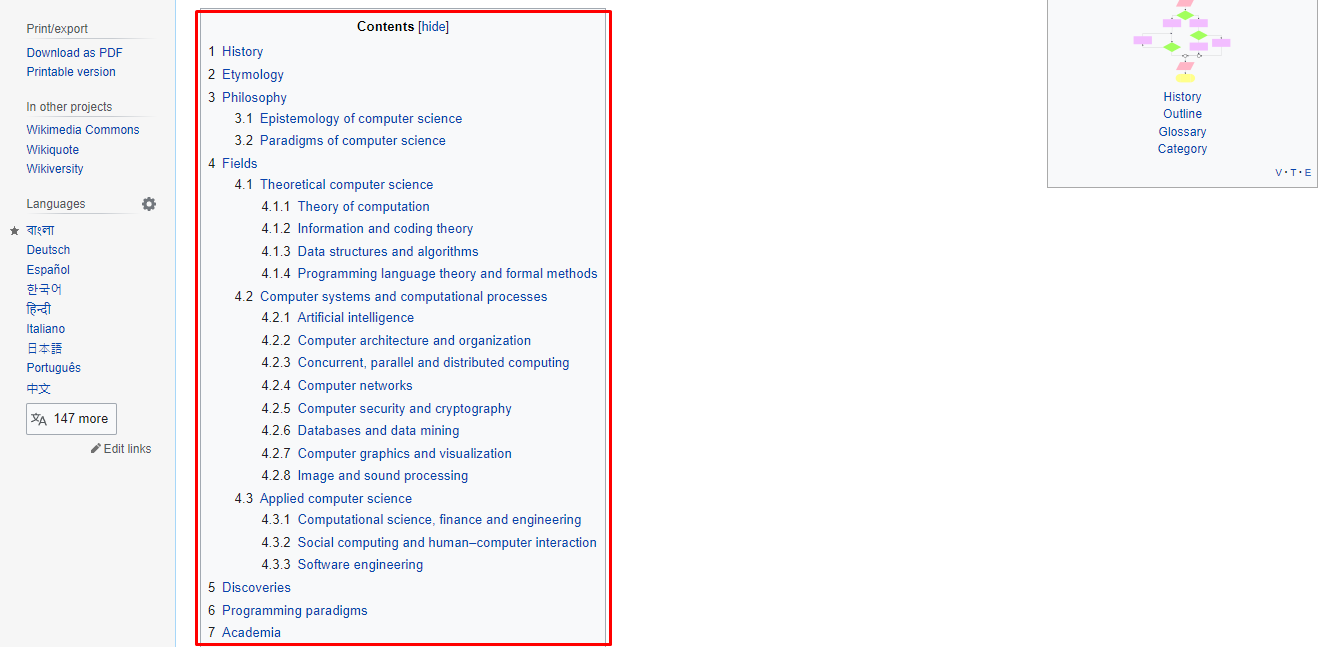 Print/export
Download as PDF
Printable version
In other projects
Wikimedia Commons
Wikiquote
Wikiversity
Languages
বাংলা
Deutsch
Español
한국어
हिन्दी
Italiano
日本語
Português
中文
147 more
Edit links
Contents [hide]
1 History
2 Etymology
3 Philosophy
3.1 Epistemology of computer science
3.2 Paradigms of computer science
4 Fields
4.1 Theoretical computer science
4.1.1 Theory of computation
4.1.2 Information and coding theory
4.1.3 Data structures and algorithms
4.1.4 Programming language theory and formal methods
4.2 Computer systems and computational processes
4.2.1 Artificial intelligence
4.2.2 Computer architecture and organization
4.2.3 Concurrent, parallel and distributed computing
4.2.4 Computer networks
4.2.5 Computer security and cryptography
4.2.6 Databases and data mining
4.2.7 Computer graphics and visualization
4.2.8 Image and sound processing
4.3 Applied computer science
4.3.1 Computational science, finance and engineering
4.3.2 Social computing and human–computer interaction
4.3.3 Software engineering
5 Discoveries
6 Programming paradigms
7 Academia
History
Outline
Glossary
Category
V · T · E